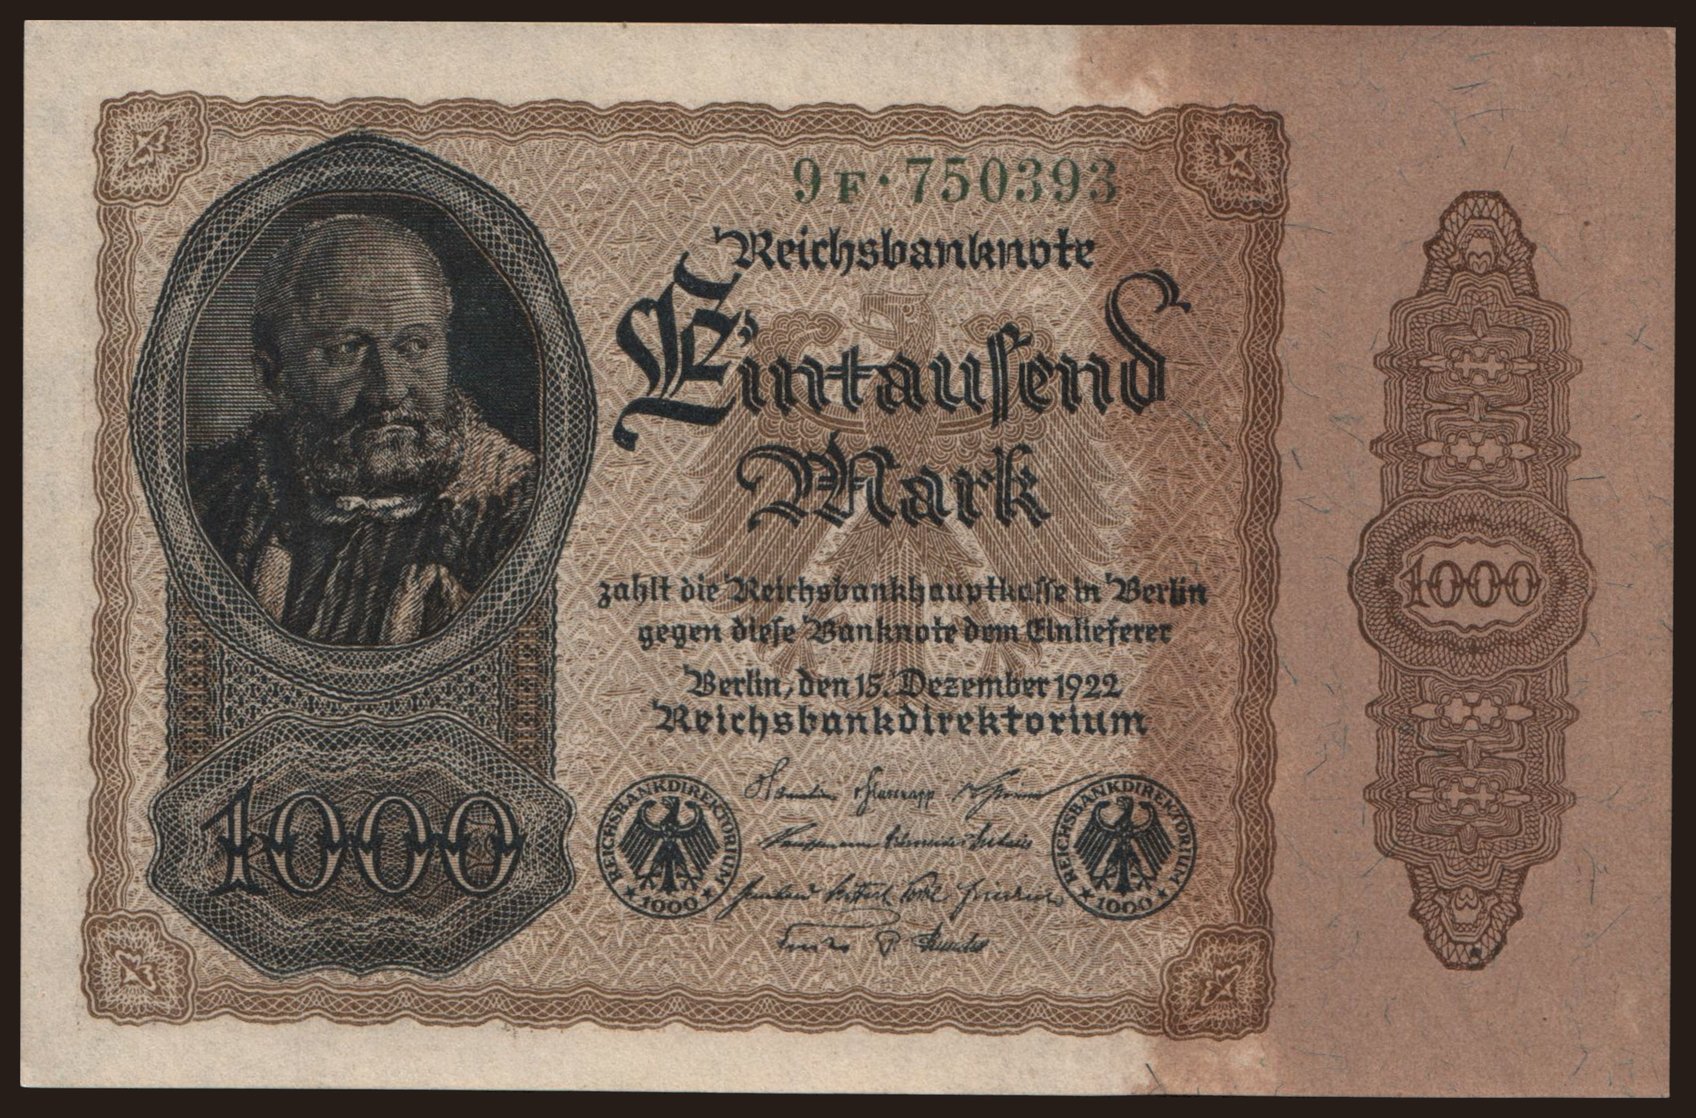 9F·750393
Reichsbanknote
Eintausend
Mark
zahlt die Reichsbankhauptkasse in Berlin
gegen diese Banknote dem Einlieferer
Berlin, den 15. Dezember 1922
Reichsbankdirektorium
1000
1000
REICHSBANKDIREKTORIUM
1000
REICHSBANKDIREKTORIUM
1000